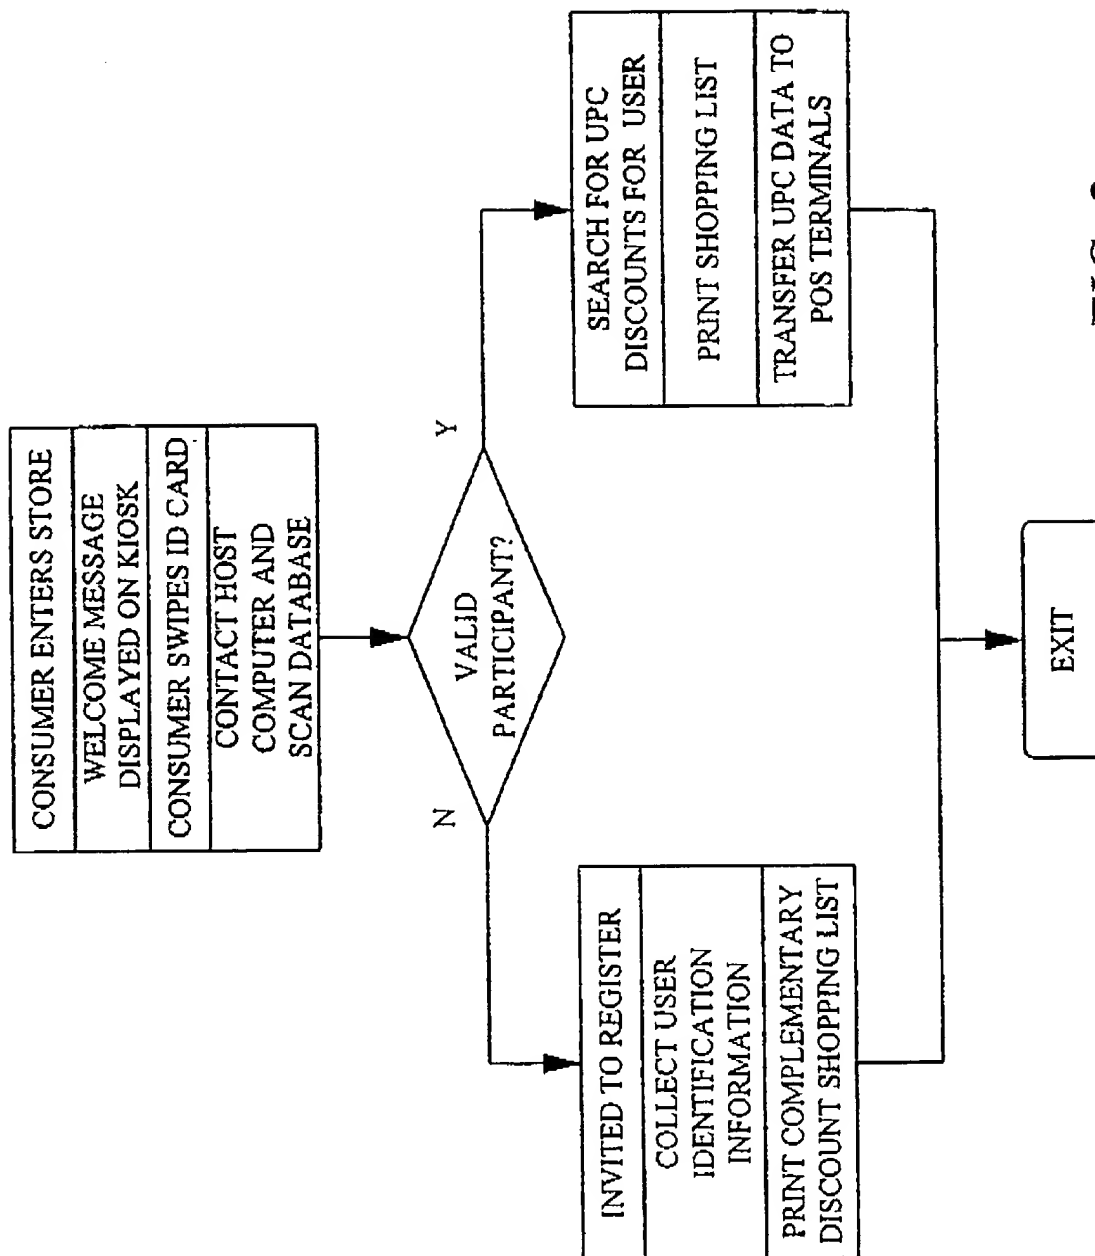 CONSUMER ENTERS STORE
WELCOME MESSAGE
DISPLAYED ON KIOSK
CONSUMER SWIPES ID CARD
CONTACT HOST
COMPUTER AND
SCAN DATABASE
VALID
PARTICIPANT?
N
Y
INVITED TO REGISTER
COLLECT USER
IDENTIFICATION
INFORMATION
PRINT COMPLEMENTARY
DISCOUNT SHOPPING LIST
SEARCH FOR UPC
DISCOUNTS FOR USER
PRINT SHOPPING LIST
TRANSFER UPC DATA TO
POS TERMINALS
EXIT